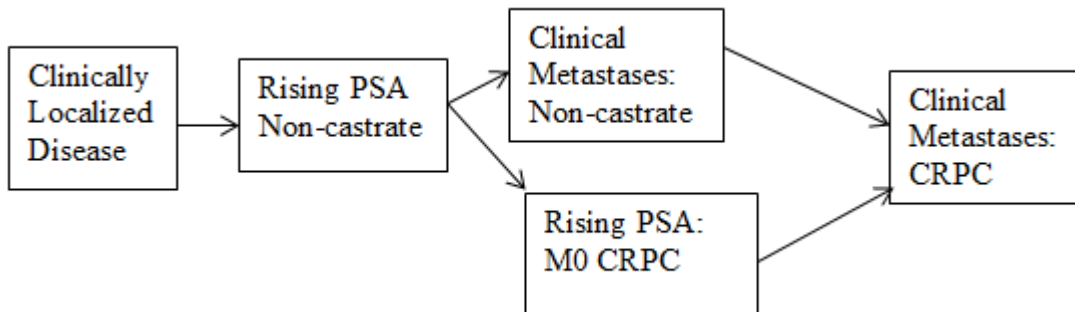 Clinically
Localized
Disease
Rising PSA
Non-castrate
Clinical
Metastases:
Non-castrate
Rising PSA:
M0 CRPC
Clinical
Metastases:
CRPC